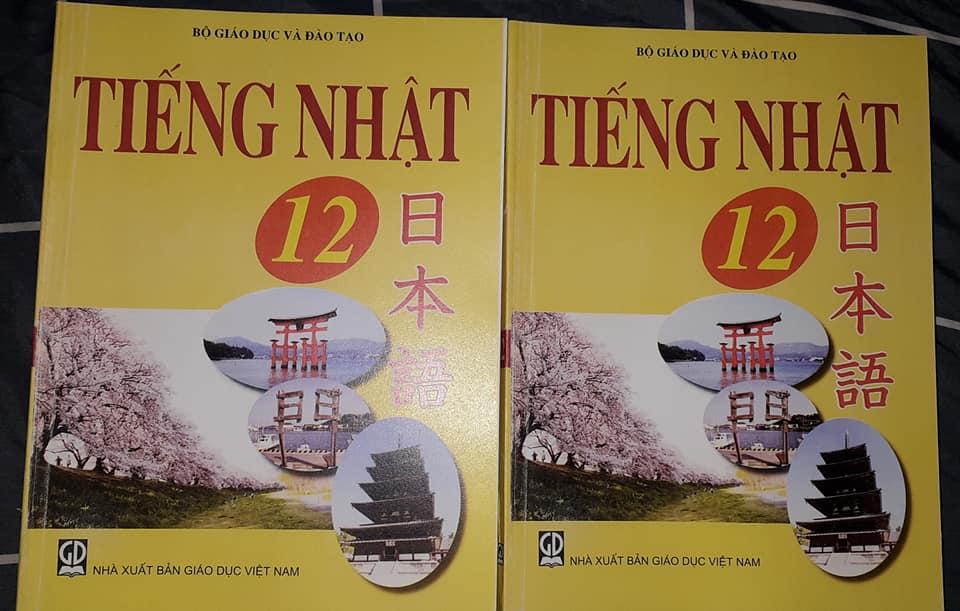 BỘ GIÁO DỤC VÀ ĐÀO TẠO
TIẾNG NHẬT
12
日
本
語
GD
NHÀ XUẤT BẢN GIÁO DỤC VIỆT NAM
BỘ GIÁO DỤC VÀ ĐÀO TẠO
TIẾNG NHẬT
12
日
本
語
GD
NHÀ XUẤT BẢN GIÁO DỤC VIỆT NAM